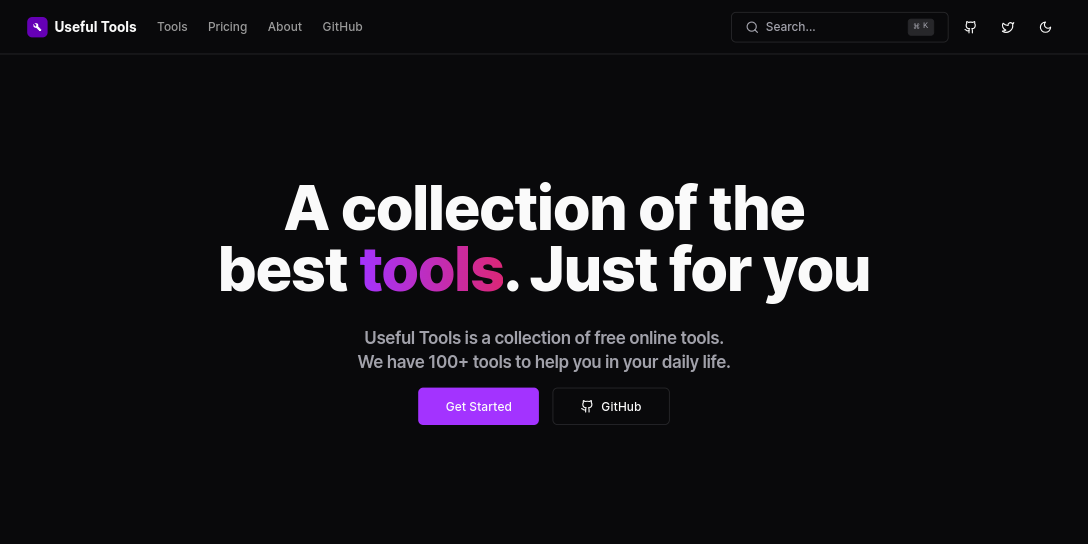 Useful Tools
Tools
Pricing
About
GitHub
Search...
⌘ K
A collection of the
best tools. Just for you
Useful Tools is a collection of free online tools.
We have 100+ tools to help you in your daily life.
Get Started
GitHub